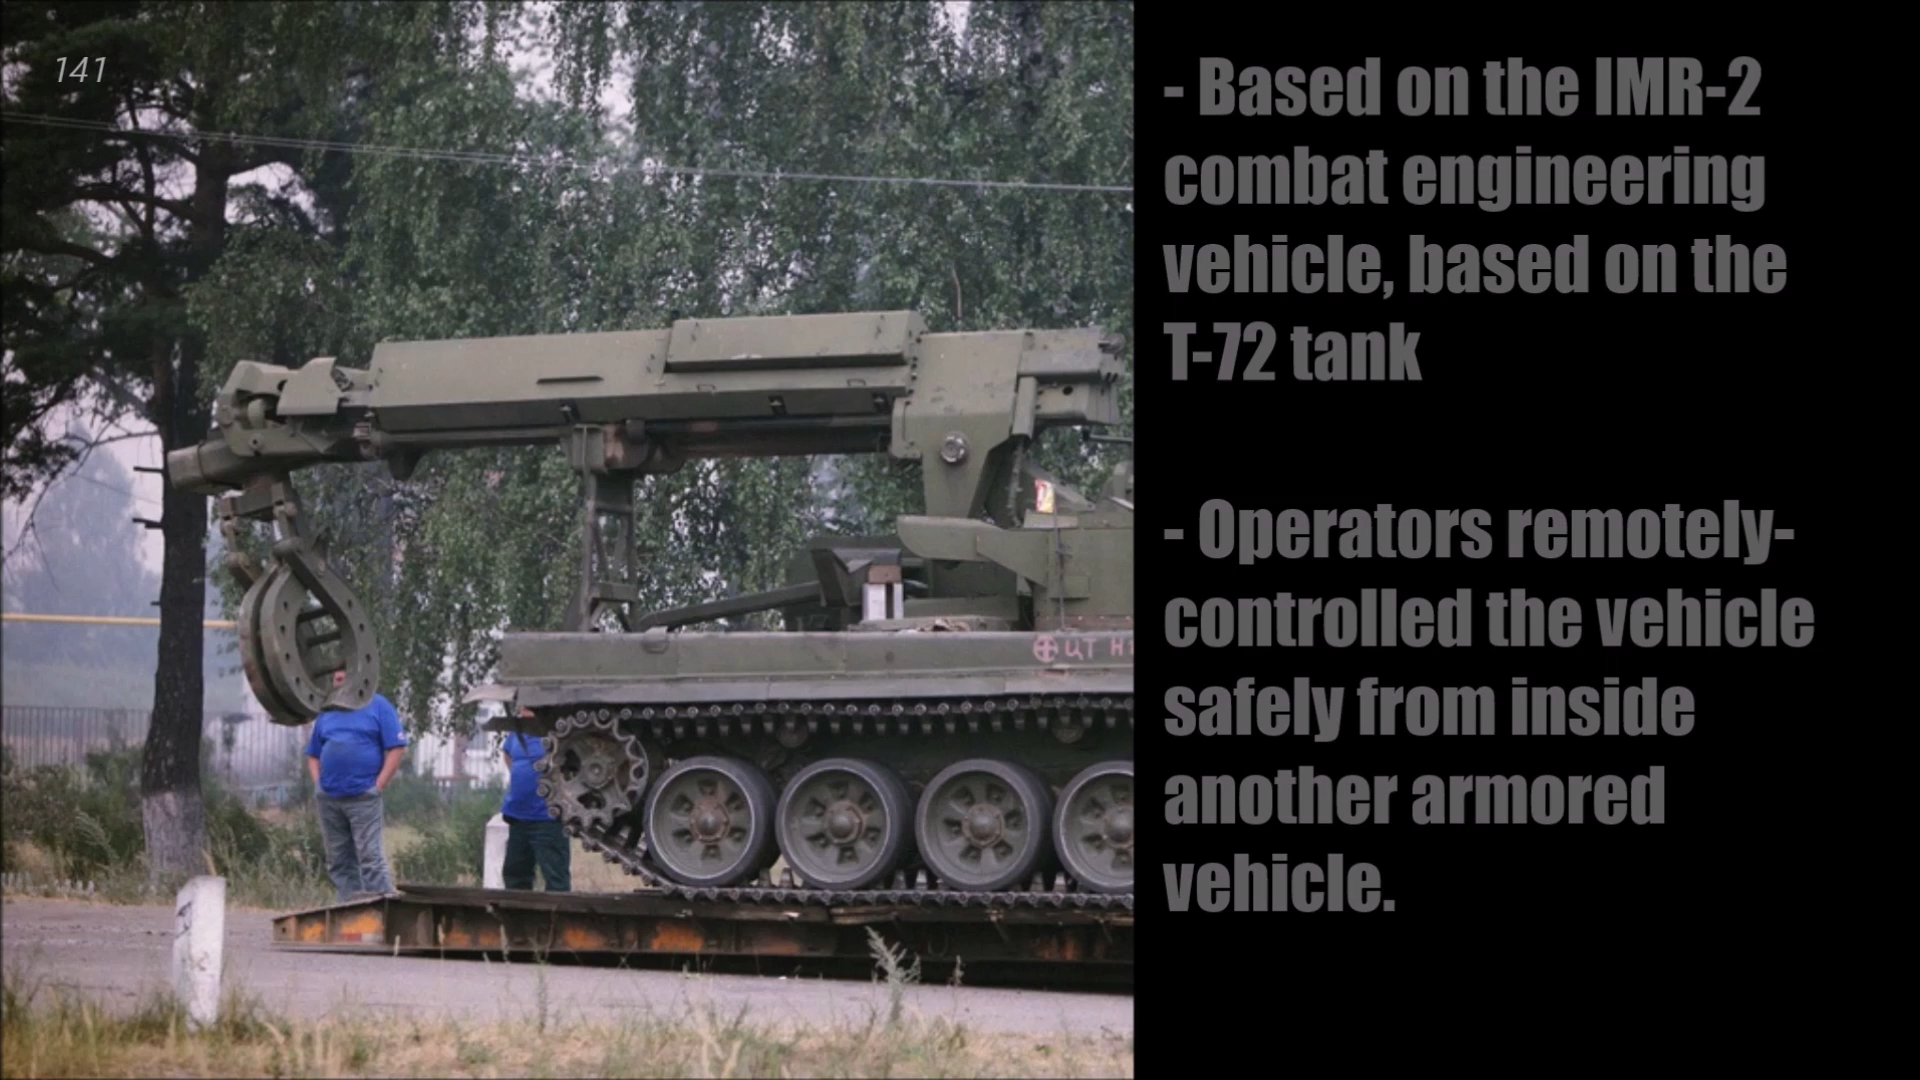 141
- Based on the IMR-2
combat engineering
vehicle, based on the
T-72 tank
- Operators remotely-
controlled the vehicle
safely from inside
another armored
vehicle.
ЦТ